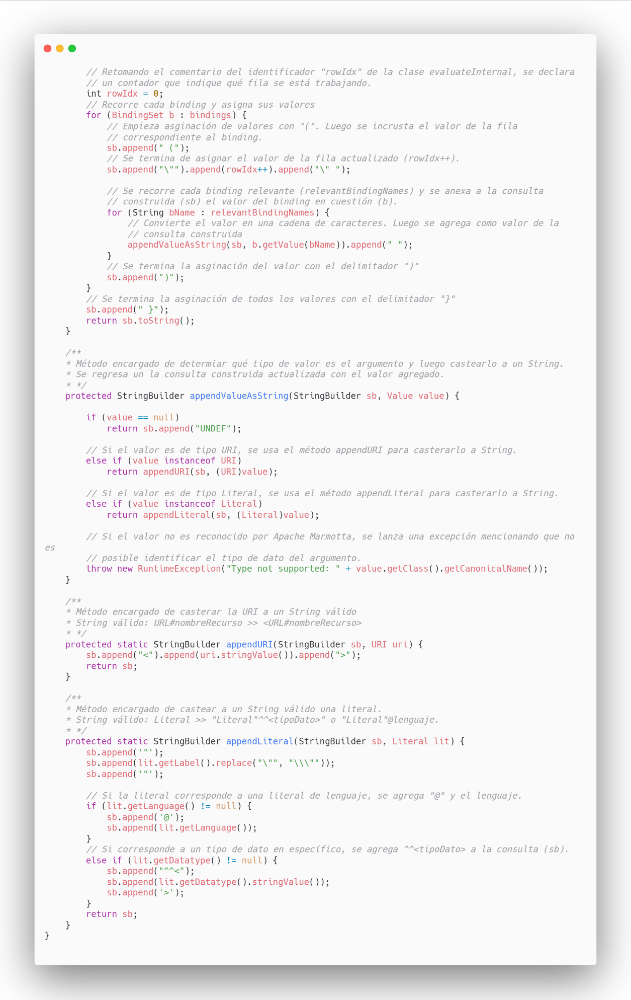 // Retomando el comentario del identificador "rowIdx" de la clase evaluateInternal, se declara
// un contador que indique qué fila se está trabajando.
int rowIdx = 0;
// Recorre cada binding y asigna sus valores
for (BindingSet b : bindings) {
// Empieza asginación de valores con "(". Luego se incrusta el valor de la fila
// correspondiente al binding.
sb.append(" (");
// Se termina de asignar el valor de la fila actualizado (rowIdx++).
sb.append("\"").append(rowIdx++).append("\" ");
// Se recorre cada binding relevante (relevantBindingNames) y se anexa a la consulta
// construida (sb) el valor del binding en cuestión (b).
for (String bName : relevantBindingNames) {
// Convierte el valor en una cadena de caracteres. Luego se agrega como valor de la
// consulta construida
appendValueAsString(sb, b.getValue(bName)).append(" ");
}
// Se termina la asginación del valor con el delimitador ")"
sb.append(")");
}
// Se termina la asginación de todos los valores con el delimitador "}"
sb.append(" }");
return sb.toString();
}
/**
* Método encargado de determiar qué tipo de valor es el argumento y luego castearlo a un String.
* Se regresa un la consulta construida actualizada con el valor agregado.
* */
protected StringBuilder appendValueAsString(StringBuilder sb, Value value) {
if (value == null)
return sb.append("UNDEF");
// Si el valor es de tipo URI, se usa el método appendURI para casterarlo a String.
else if (value instanceof URI)
return appendURI(sb, (URI)value);
// Si el valor es de tipo Literal, se usa el método appendLiteral para casterarlo a String.
else if (value instanceof Literal)
return appendLiteral(sb, (Literal)value);
// Si el valor no es reconocido por Apache Marmotta, se lanza una excepción mencionando que no
es
// posible identificar el tipo de dato del argumento.
throw new RuntimeException("Type not supported: " + value.getClass().getCanonicalName());
}
/**
* Método encargado de casterar la URI a un String válido
* String válido: URL#nombreRecurso >> <URL#nombreRecurso>
* */
protected static StringBuilder appendURI(StringBuilder sb, URI uri) {
sb.append("<").append(uri.stringValue()).append(">");
return sb;
}
/**
* Método encargado de castear a un String válido una literal.
* String válido: Literal >> "Literal"^^<tipoDato>" o "Literal"@lenguaje.
* */
protected static StringBuilder appendLiteral(StringBuilder sb, Literal lit) {
sb.append('"');
sb.append(lit.getLabel().replace("\"", "\\\""));
sb.append('"');
// Si la literal corresponde a una literal de lenguaje, se agrega "@" y el lenguaje.
if (lit.getLanguage() != null) {
sb.append('@');
sb.append(lit.getLanguage());
}
// Si corresponde a un tipo de dato en específico, se agrega ^^<tipoDato> a la consulta (sb).
else if (lit.getDatatype() != null) {
sb.append("^^<");
sb.append(lit.getDatatype().stringValue());
sb.append('>');
}
return sb;
}
}